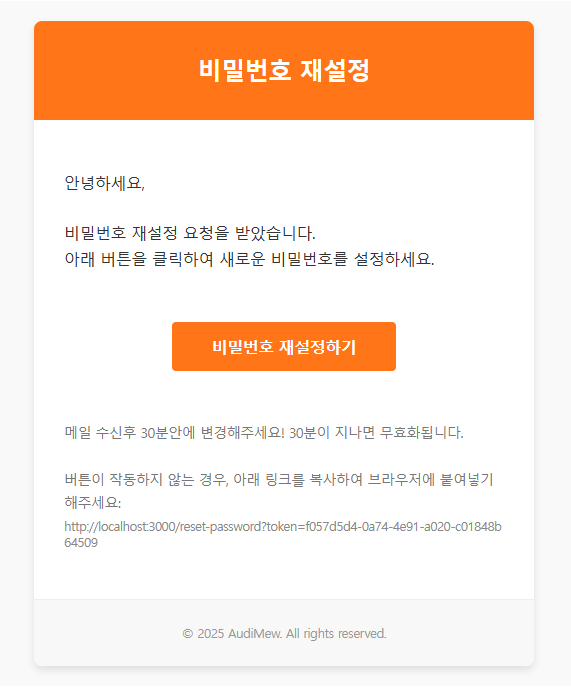 비밀번호 재설정
안녕하세요,
비밀번호 재설정 요청을 받았습니다.
아래 버튼을 클릭하여 새로운 비밀번호를 설정하세요.
비밀번호 재설정하기
메일 수신후 30분안에 변경해주세요! 30분이 지나면 무효화됩니다.
버튼이 작동하지 않는 경우, 아래 링크를 복사하여 브라우저에 붙여넣기
해주세요:
http://localhost:3000/reset-password?token=f057d5d4-0a74-4e91-a020-c01848b
64509
© 2025 AudiMew. All rights reserved.